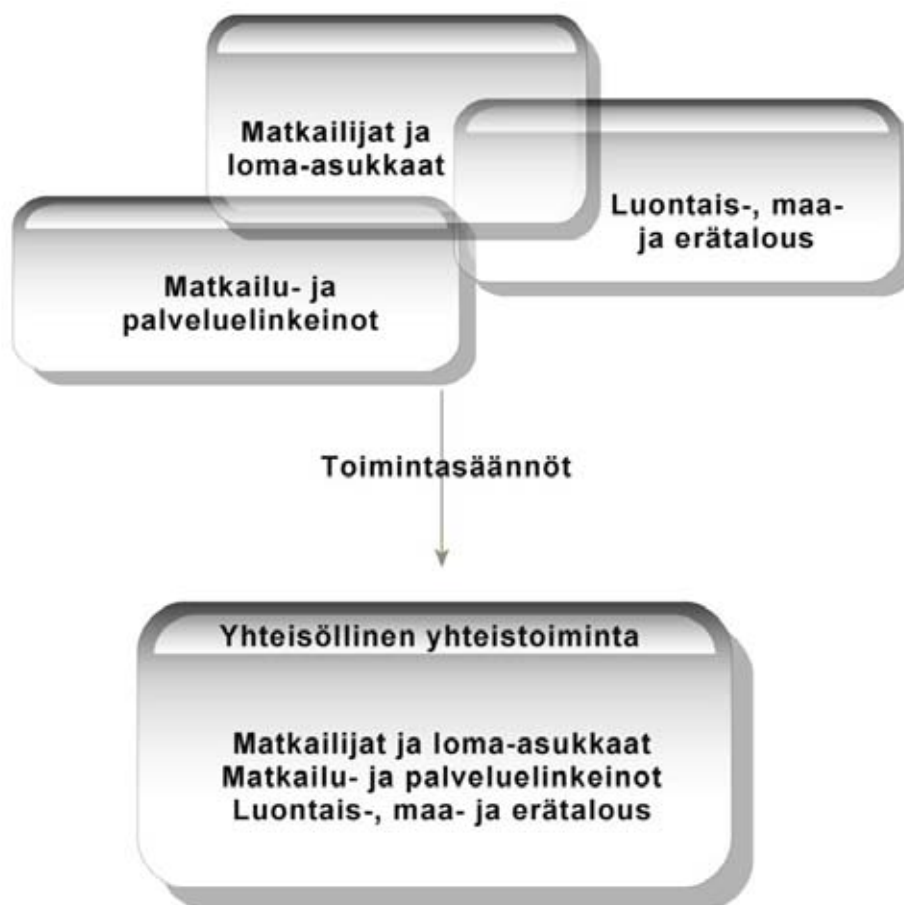 Matkailijat ja
loma-asukkaat
Luontais-, maa-
ja erätalous
Matkailu- ja
palveluelinkeinot
Toimintasäännöt
Yhteisöllinen yhteistoiminta
Matkailijat ja loma-asukkaat
Matkailu- ja palveluelinkeinot
Luontais-, maa- ja erätalous